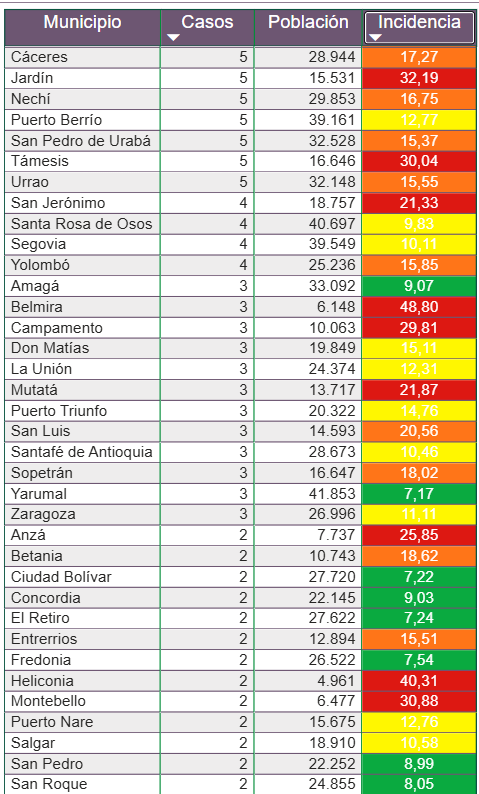 Municipio Casos Población Incidencia
Cáceres 5 28.944 17,27
Jardín 5 15.531 32,19
Nechí 5 29.853 16,75
Puerto Berrío 5 39.161 12,77
San Pedro de Urabá 5 32.528 15,37
Támesis 5 16.646 30,04
Urrao 5 32.148 15,55
San Jerónimo 4 18.757 21,33
Santa Rosa de Osos 4 40.697 9,83
Segovia 4 39.549 10,11
Yolombó 4 25.236 15,85
Amagá 3 33.092 9,07
Belmira 3 6.148 48,80
Campamento 3 10.063 29,81
Don Matías 3 19.849 15,11
La Unión 3 24.374 12,31
Mutatá 3 13.717 21,87
Puerto Triunfo 3 20.322 14,76
San Luis 3 14.593 20,56
Santafé de Antioquia 3 28.673 10,46
Sopetrán 3 16.647 18,02
Yarumal 3 41.853 7,17
Zaragoza 3 26.996 11,11
Anzá 2 7.737 25,85
Betania 2 10.743 18,62
Ciudad Bolívar 2 27.720 7,22
Concordia 2 22.145 9,03
El Retiro 2 27.622 7,24
Entrerrios 2 12.894 15,51
Fredonia 2 26.522 7,54
Heliconia 2 4.961 40,31
Montebello 2 6.477 30,88
Puerto Nare 2 15.675 12,76
Salgar 2 18.910 10,58
San Pedro 2 22.252 8,99
San Roque 2 24.855 8,05